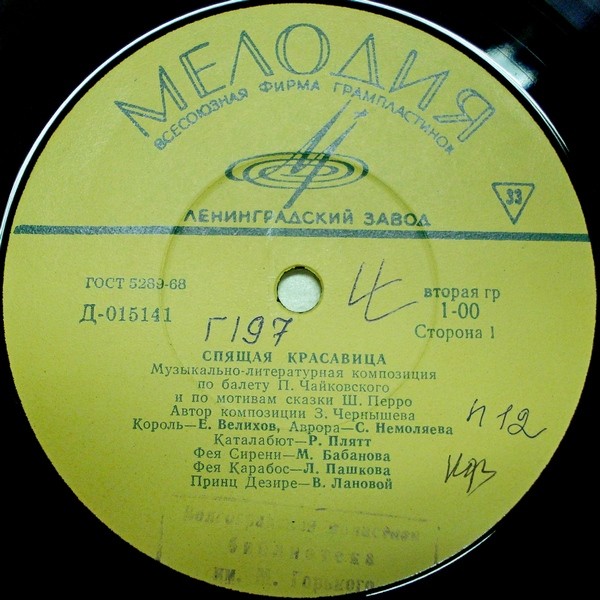 МЕЛОДИЯ
ВСЕСОЮЗНАЯ ФИРМА ГРАМПЛАСТИНОК
ЛЕНИНГРАДСКИЙ ЗАВОД
33
ГОСТ 5289-68
Д-015141
вторая гр
1-00
Сторона 1
Г197
СПЯЩАЯ КРАСАВИЦА
Музыкально-литературная композиция
по балету П. Чайковского
и по мотивам сказки Ш. Перро
Автор композиции З. Чернышева
Король—Е. Велихов, Аврора—С. Немоляева
Каталабют—Р. Плятт
Фея Сирени—М. Бабанова
Фея Карабос—Л. Пашкова
Принц Дезире—В. Лановой
п 12
Волгоградская областная
библиотека
им. М. Горького